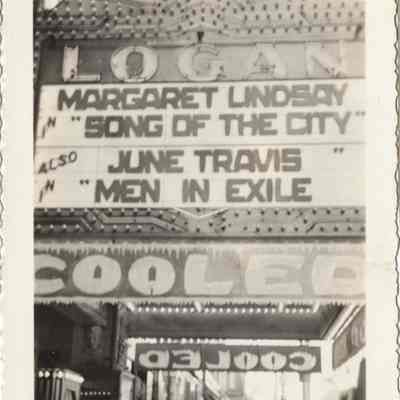 LOGAN
MARGARET LINDSAY
IN "SONG OF THE CITY"
ALSO JUNE TRAVIS "
IN "MEN IN EXILE
COOLED
COOLED